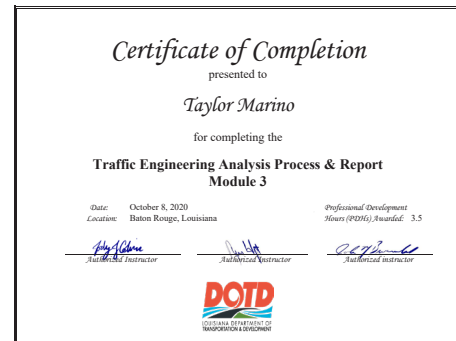 Certificate of Completion
presented to
Taylor Marino
for completing the
Traffic Engineering Analysis Process & Report
Module 3
Date: October 8, 2020
Location: Baton Rouge, Louisiana
Professional Development
Hours (PDHs) Awarded: 3.5
Authorized Instructor
Authorized Instructor
Authorized instructor
DOTD
LOUISIANA DEPARTMENT OF
TRANSPORTATION & DEVELOPMENT